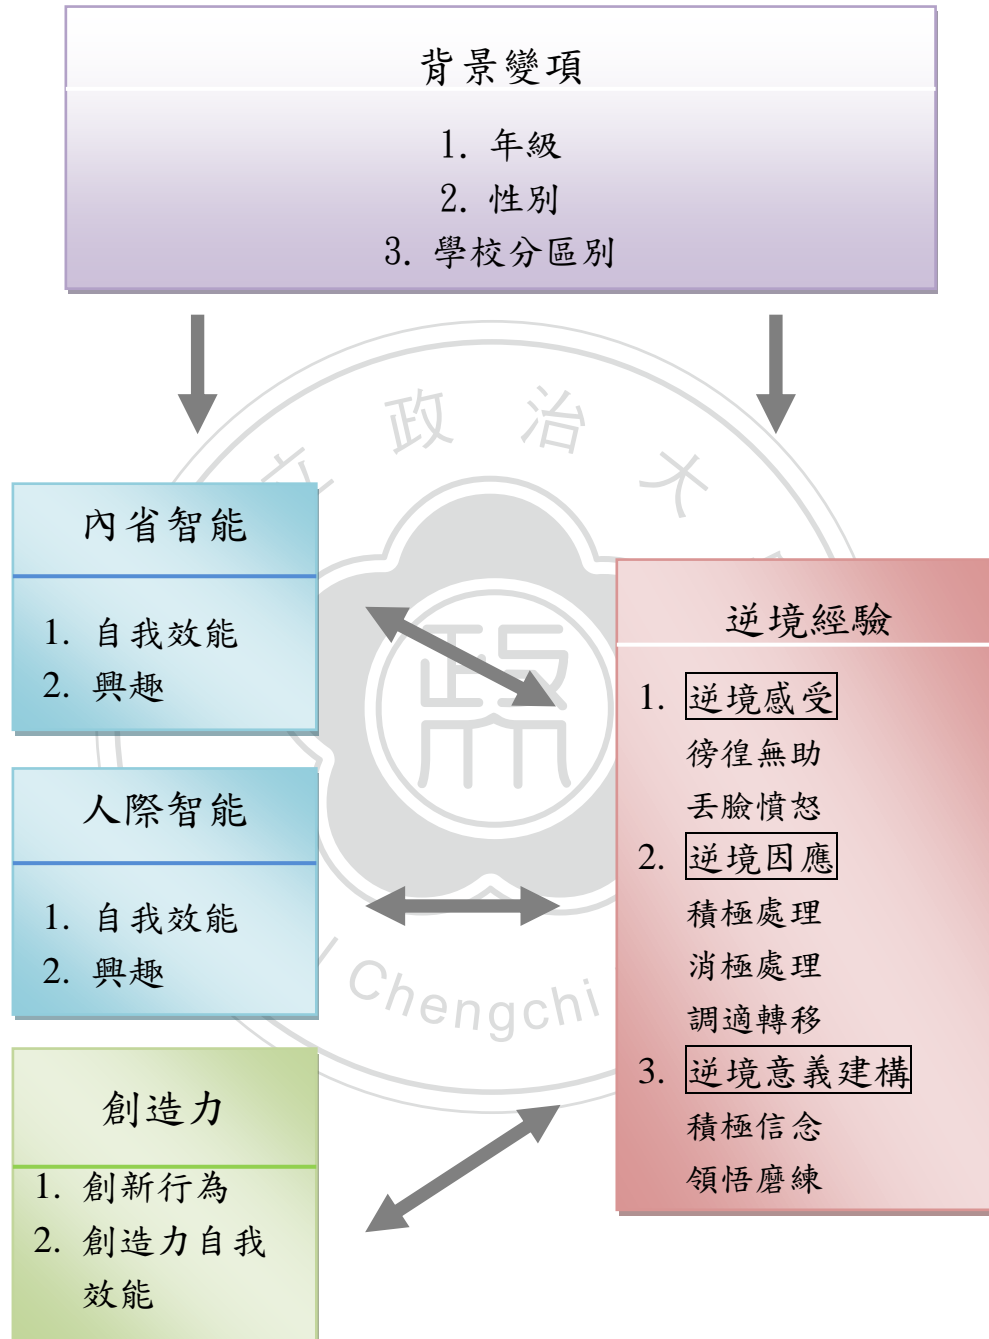 背景變項
1. 年級
2. 性別
3. 學校分區別
立政治大
內省智能
1. 自我效能
2. 興趣
人際智能
1. 自我效能
2. 興趣
創造力
1. 創新行為
2. 創造力自我
效能
逆境經驗
1. 逆境感受
徬徨無助
丟臉憤怒
2. 逆境因應
積極處理
消極處理
調適轉移
3. 逆境意義建構
積極信念
領悟磨練
政
Chengchi